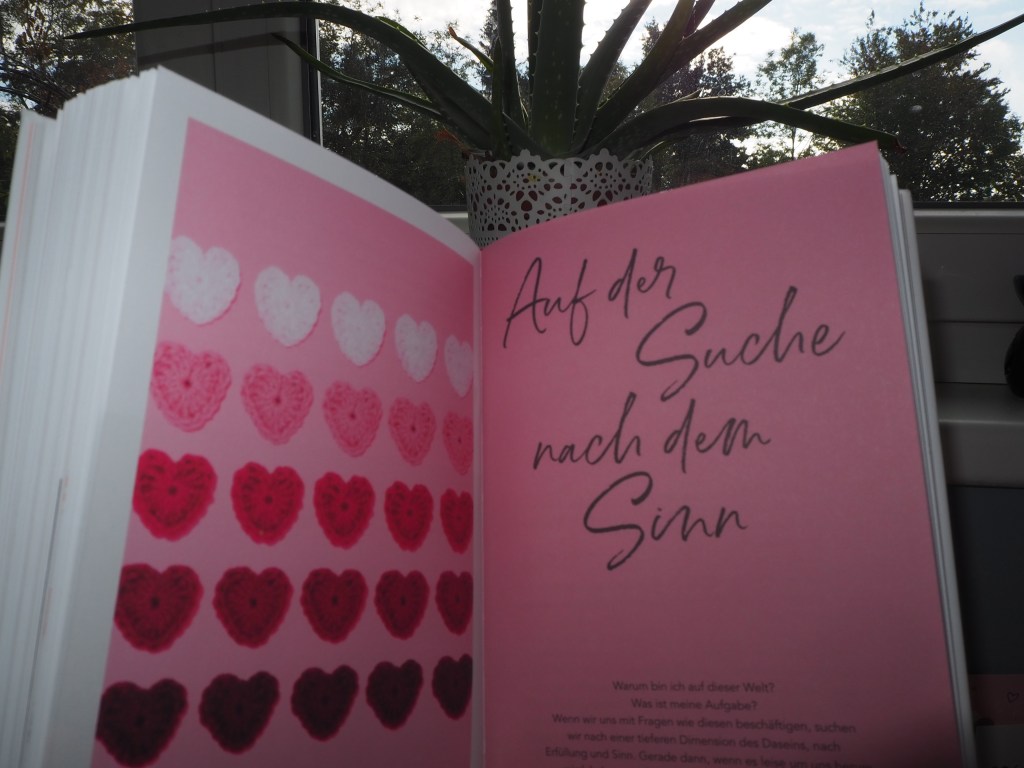 Auf der
Suche
nach dem
Sinn
Warum bin ich auf dieser Welt?
Was ist meine Aufgabe?
Wenn wir uns mit Fragen wie diesen beschäftigen, suchen
wir nach einer tieferen Dimension des Daseins, nach
Erfüllung und Sinn. Gerade dann, wenn es leise um uns herum